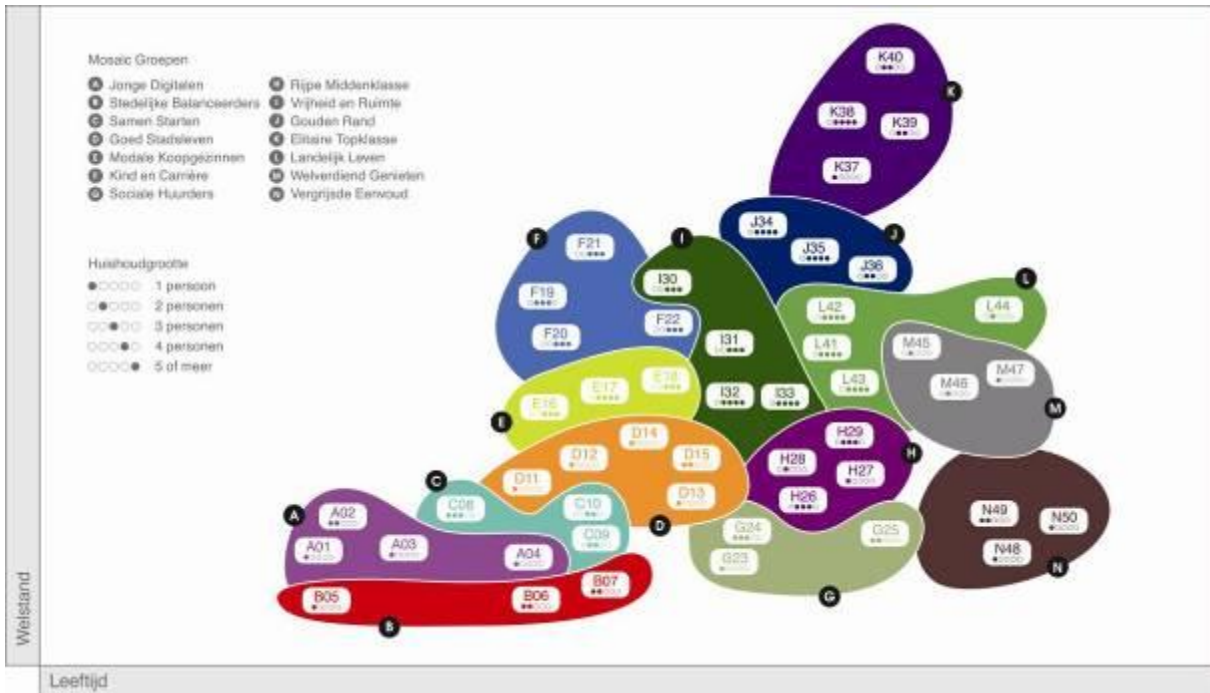 Mosaic Groepen
A Jonge Digitalen
B Stedelijke Balanceerders
C Samen Starten
D Goed Stadsleven
E Modale Koopgezinnen
F Kind en Carrière
G Sociale Huurders
H Rijpe Middenklasse
I Vrijheid en Ruimte
J Gouden Rand
K Elitaire Topklasse
L Landelijk Leven
M Welverdiend Genieten
N Vergrijsde Eenvoud
Huishoudgrootte
1 persoon
2 personen
3 personen
4 personen
5 of meer
K40
K38
K39
K37
K
J34
J35
J36
J
F
F21
F19
F20
F22
I
I30
I31
I32
I33
L
L42
L44
L41
L43
M45
M46
M47
M
E16
E17
E18
E
D14
D12
D15
D11
D13
D
H29
H28
H27
H26
H
C
C08
C10
C09
A
A02
A01
A03
A04
G24
G25
G23
G
N49
N50
N48
N
B05
B06
B07
B
Welstand
Leeftijd